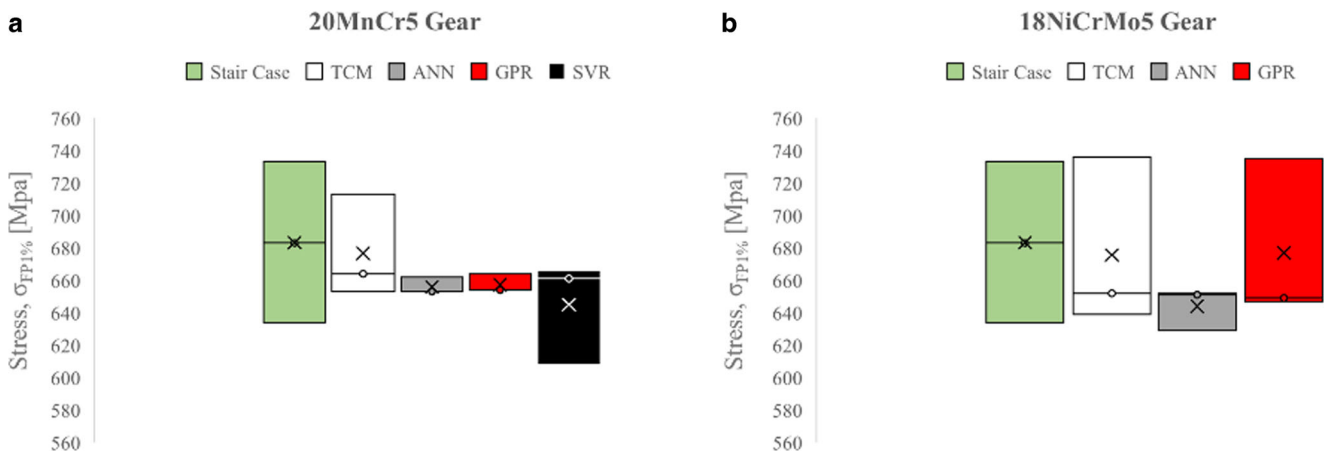 a
20MnCr5 Gear
Stair Case TCM ANN GPR SVR
Stress, σFP1% [Mpa]
760
740
720
700
680
660
640
620
600
580
560
b
18NiCrMo5 Gear
Stair Case TCM ANN GPR
Stress, σFP1% [Mpa]
760
740
720
700
680
660
640
620
600
580
560